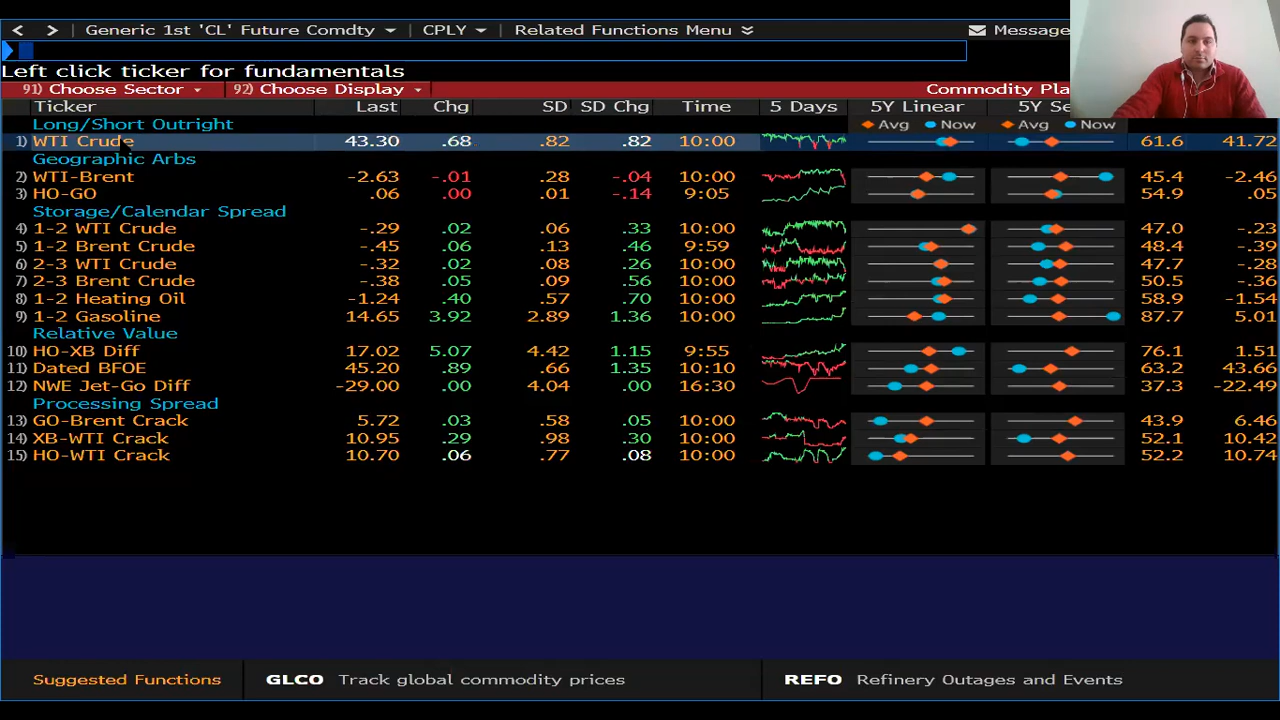 < > Generic 1st 'CL' Future Comdty CPLY Related Functions Menu Message
Left click ticker for fundamentals
91) Choose Sector 92) Choose Display Commodity Pla
Ticker Last Chg SD SD Chg Time 5 Days 5Y Linear 5Y Se
Long/Short Outright Avg Now Avg Now
1) WTI Crude 43.30 .68 .82 .82 10:00 61.6 41.72
Geographic Arbs
2) WTI-Brent -2.63 -.01 .28 -.04 10:00 45.4 -2.46
3) HO-GO .06 .00 .01 -.14 9:05 54.9 .05
Storage/Calendar Spread
4) 1-2 WTI Crude -.29 .02 .06 .33 10:00 47.0 -.23
5) 1-2 Brent Crude -.45 .06 .13 .46 9:59 48.4 -.39
6) 2-3 WTI Crude -.32 .02 .08 .26 10:00 47.7 -.28
7) 2-3 Brent Crude -.38 .05 .09 .56 10:00 50.5 -.36
8) 1-2 Heating Oil -1.24 .40 .57 .70 10:00 58.9 -1.54
9) 1-2 Gasoline 14.65 3.92 2.89 1.36 10:00 87.7 5.01
Relative Value
10) HO-XB Diff 17.02 5.07 4.42 1.15 9:55 76.1 1.51
11) Dated BFOE 45.20 .89 .66 1.35 10:10 63.2 43.66
12) NWE Jet-Go Diff -29.00 .00 4.04 .00 16:30 37.3 -22.49
Processing Spread
13) GO-Brent Crack 5.72 .03 .58 .05 10:00 43.9 6.46
14) XB-WTI Crack 10.95 .29 .98 .30 10:00 52.1 10.42
15) HO-WTI Crack 10.70 .06 .77 .08 10:00 52.2 10.74
Suggested Functions GLCO Track global commodity prices REFO Refinery Outages and Events